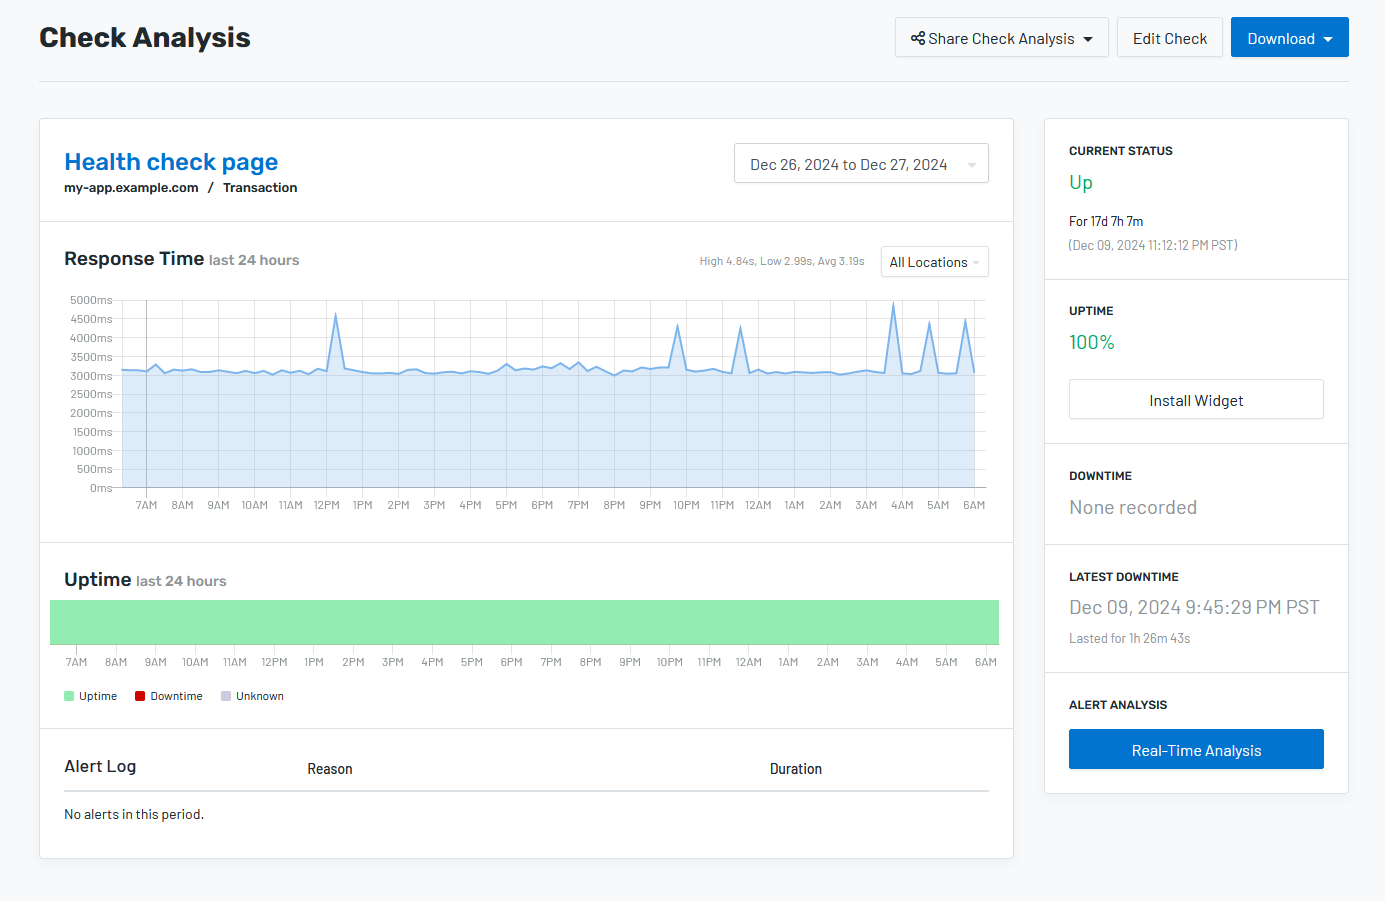 Check Analysis
Share Check Analysis
Edit Check
Download
Health check page
my-app.example.com / Transaction
Dec 26, 2024 to Dec 27, 2024
Response Time last 24 hours
High 4.84s, Low 2.99s, Avg 3.19s
All Locations
5000ms
4500ms
4000ms
3500ms
3000ms
2500ms
2000ms
1500ms
1000ms
500ms
0ms
7AM 8AM 9AM 10AM 11AM 12PM 1PM 2PM 3PM 4PM 5PM 6PM 7PM 8PM 9PM 10PM 11PM 12AM 1AM 2AM 3AM 4AM 5AM 6AM
Uptime last 24 hours
7AM 8AM 9AM 10AM 11AM 12PM 1PM 2PM 3PM 4PM 5PM 6PM 7PM 8PM 9PM 10PM 11PM 12AM 1AM 2AM 3AM 4AM 5AM 6AM
Uptime Downtime Unknown
Alert Log Reason Duration
No alerts in this period.
CURRENT STATUS
Up
For 17d 7h 7m
(Dec 09, 2024 11:12:12 PM PST)
UPTIME
100%
Install Widget
DOWNTIME
None recorded
LATEST DOWNTIME
Dec 09, 2024 9:45:29 PM PST
Lasted for 1h 26m 43s
ALERT ANALYSIS
Real-Time Analysis